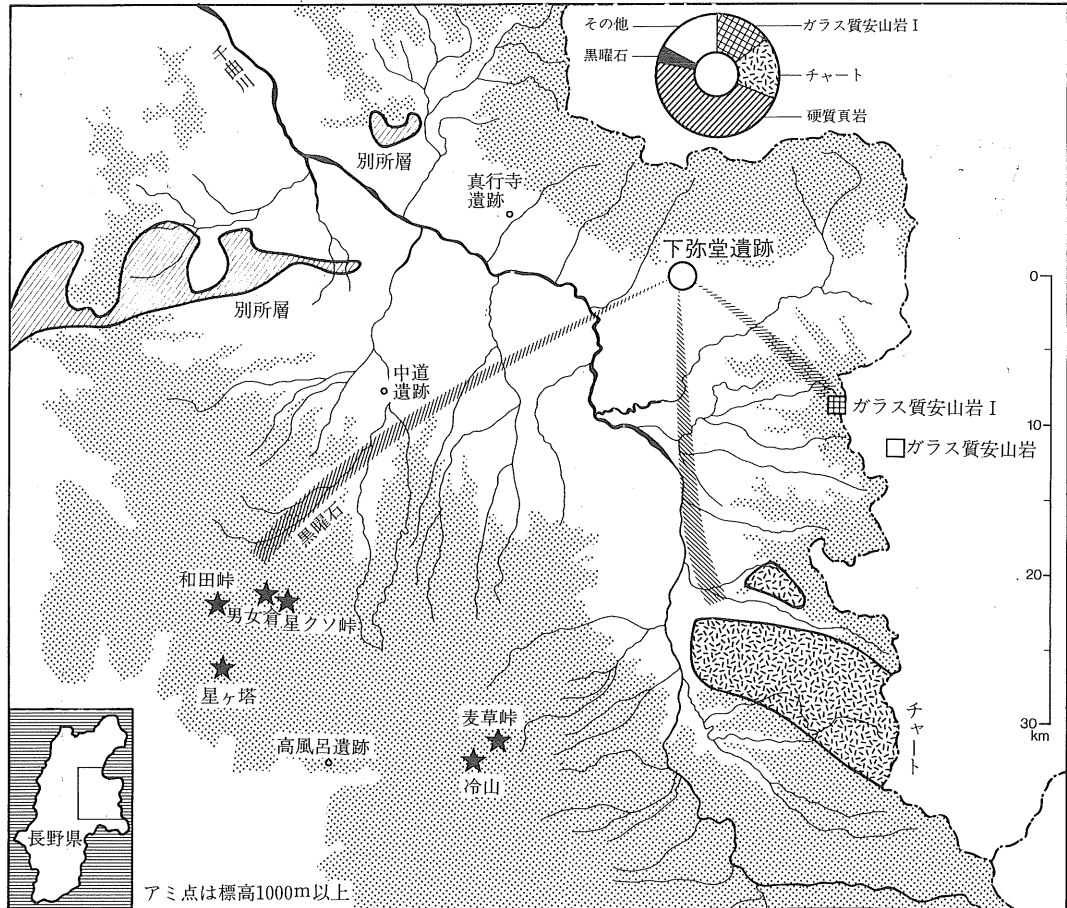 その他
ガラス質安山岩Ⅰ
黒曜石
チャート
硬質頁岩
千曲川
別所層
真行寺
遺跡
下弥堂遺跡
別所層
中道
遺跡
ガラス質安山岩Ⅰ
ガラス質安山岩
黒曜石
和田峠
男女倉
星クソ峠
星ヶ塔
麦草峠
冷山
高風呂遺跡
チャート
0
10
20
30
km
長野県
アミ点は標高1000m以上